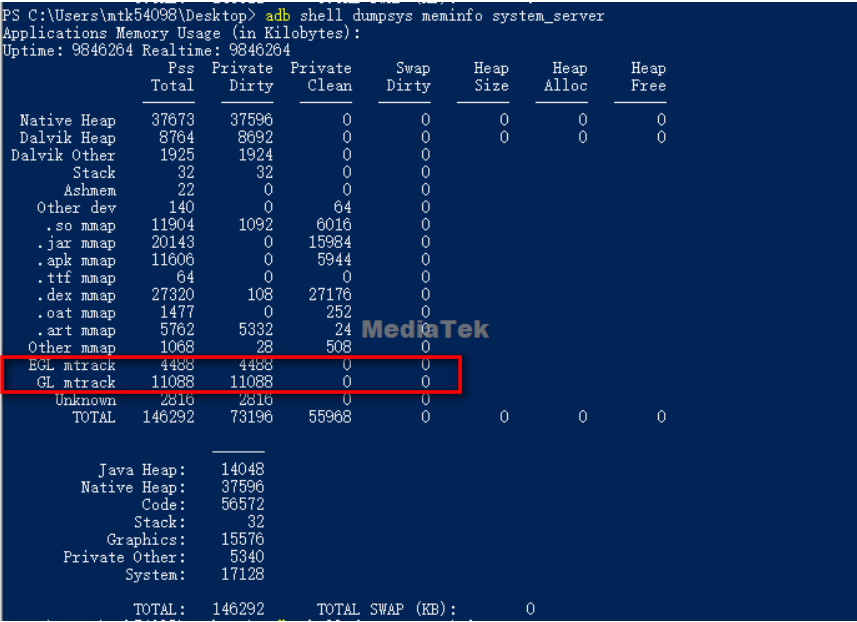 PS C:\Users\mtk54098\Desktop> adb shell dumpsys meminfo system_server
Applications Memory Usage (in Kilobytes):
Uptime: 9846264 Realtime: 9846264
Pss Private Private Swap Heap Heap Heap
Total Dirty Clean Dirty Size Alloc Free
Native Heap 37673 37596 0 0 0 0 0
Dalvik Heap 8764 8692 0 0 0 0 0
Dalvik Other 1925 1924 0 0
Stack 32 32 0 0
Ashmem 22 0 0 0
Other dev 140 0 64 0
.so mmap 11904 1092 6016 0
.jar mmap 20143 0 15984 0
.apk mmap 11606 0 5944 0
.ttf mmap 64 0 0 0
.dex mmap 27320 108 27176 0
.oat mmap 1477 0 252 0
.art mmap 5762 5332 24 0
MediaTek
Other mmap 1068 28 508 0
EGL mtrack 4488 4488 0 0
GL mtrack 11088 11088 0 0
Unknown 2816 2816 0 0
TOTAL 146292 73196 55968 0 0 0 0
Java Heap: 14048
Native Heap: 37596
Code: 56572
Stack: 32
Graphics: 15576
Private Other: 5340
System: 17128
TOTAL: 146292 TOTAL SWAP (KB): 0